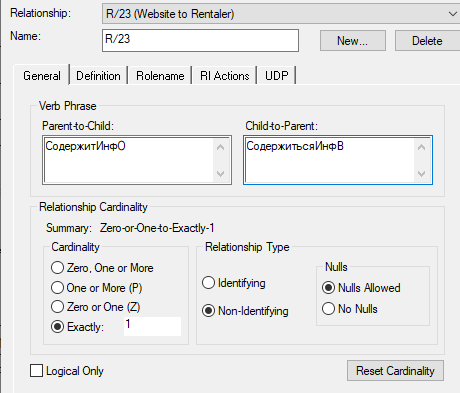 Relationship: R/23 (Website to Rentaler)
Name: R/23 New... Delete
General Definition Rolename RI Actions UDP
Verb Phrase
Parent-to-Child: Child-to-Parent:
СодержитИнфО СодержитьсяИнфВ
Relationship Cardinality
Summary: Zero-or-One-to-Exactly-1
Cardinality Relationship Type
Zero, One or More
One or More (P)
Zero or One (Z)
Exactly: 1
Identifying
Non-Identifying
Nulls
Nulls Allowed
No Nulls
Logical Only Reset Cardinality